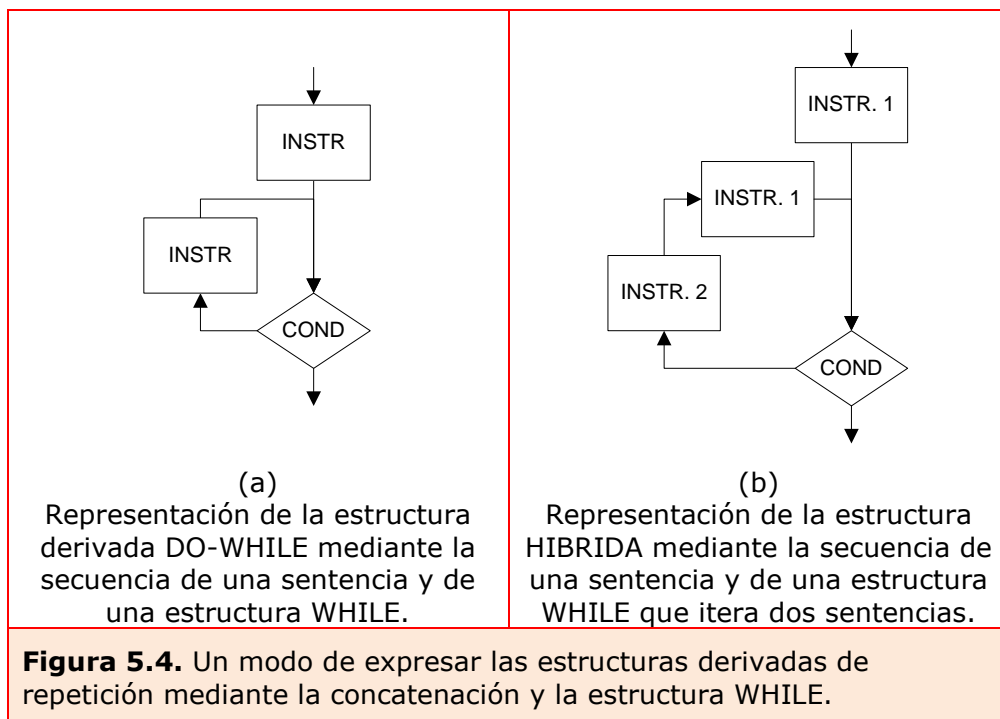 INSTR
INSTR
COND
(a)
Representación de la estructura
derivada DO-WHILE mediante la
secuencia de una sentencia y de
una estructura WHILE.
INSTR. 1
INSTR. 1
INSTR. 2
COND
(b)
Representación de la estructura
HIBRIDA mediante la secuencia de
una sentencia y de una estructura
WHILE que itera dos sentencias.
Figura 5.4. Un modo de expresar las estructuras derivadas de
repetición mediante la concatenación y la estructura WHILE.